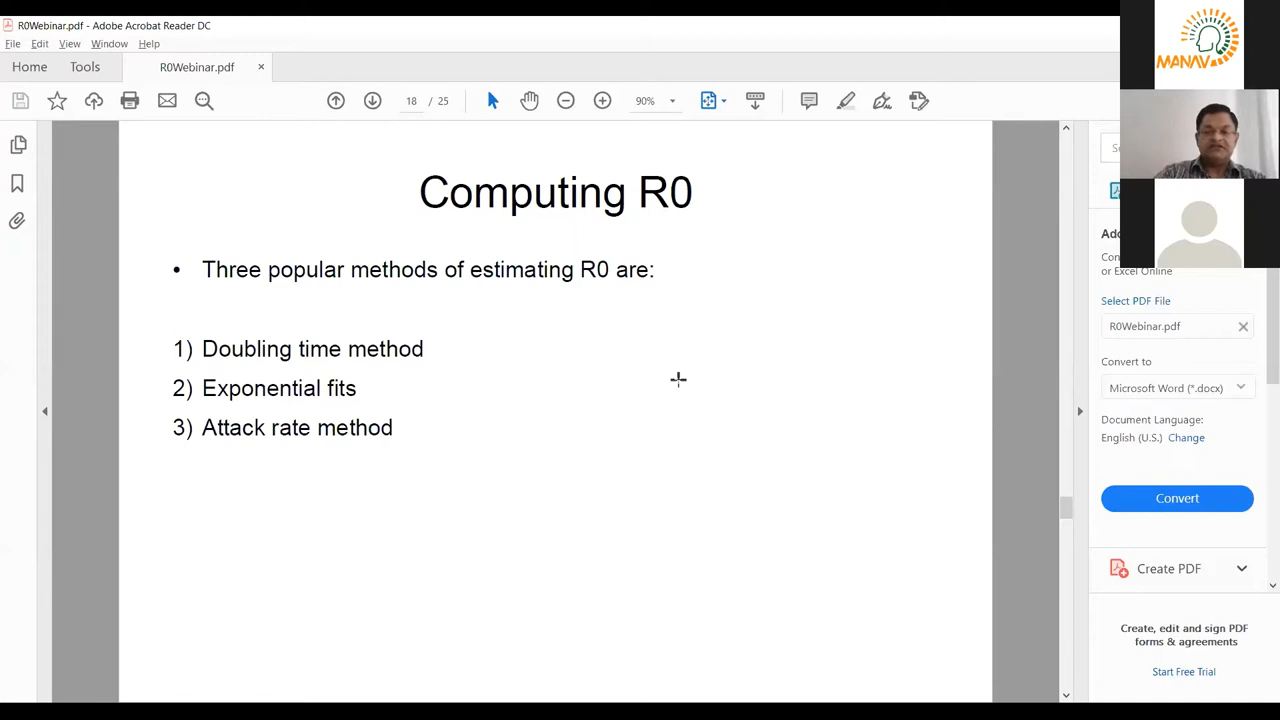 R0Webinar.pdf - Adobe Acrobat Reader DC
File Edit View Window Help
Home Tools R0Webinar.pdf ×
18 / 25 90%
Computing R0
• Three popular methods of estimating R0 are:
1) Doubling time method
2) Exponential fits
3) Attack rate method
MANAV
or Excel Online
Select PDF File
R0Webinar.pdf
Convert to
Microsoft Word (*.docx)
Document Language:
English (U.S.) Change
Convert
Create PDF
Create, edit and sign PDF
forms & agreements
Start Free Trial